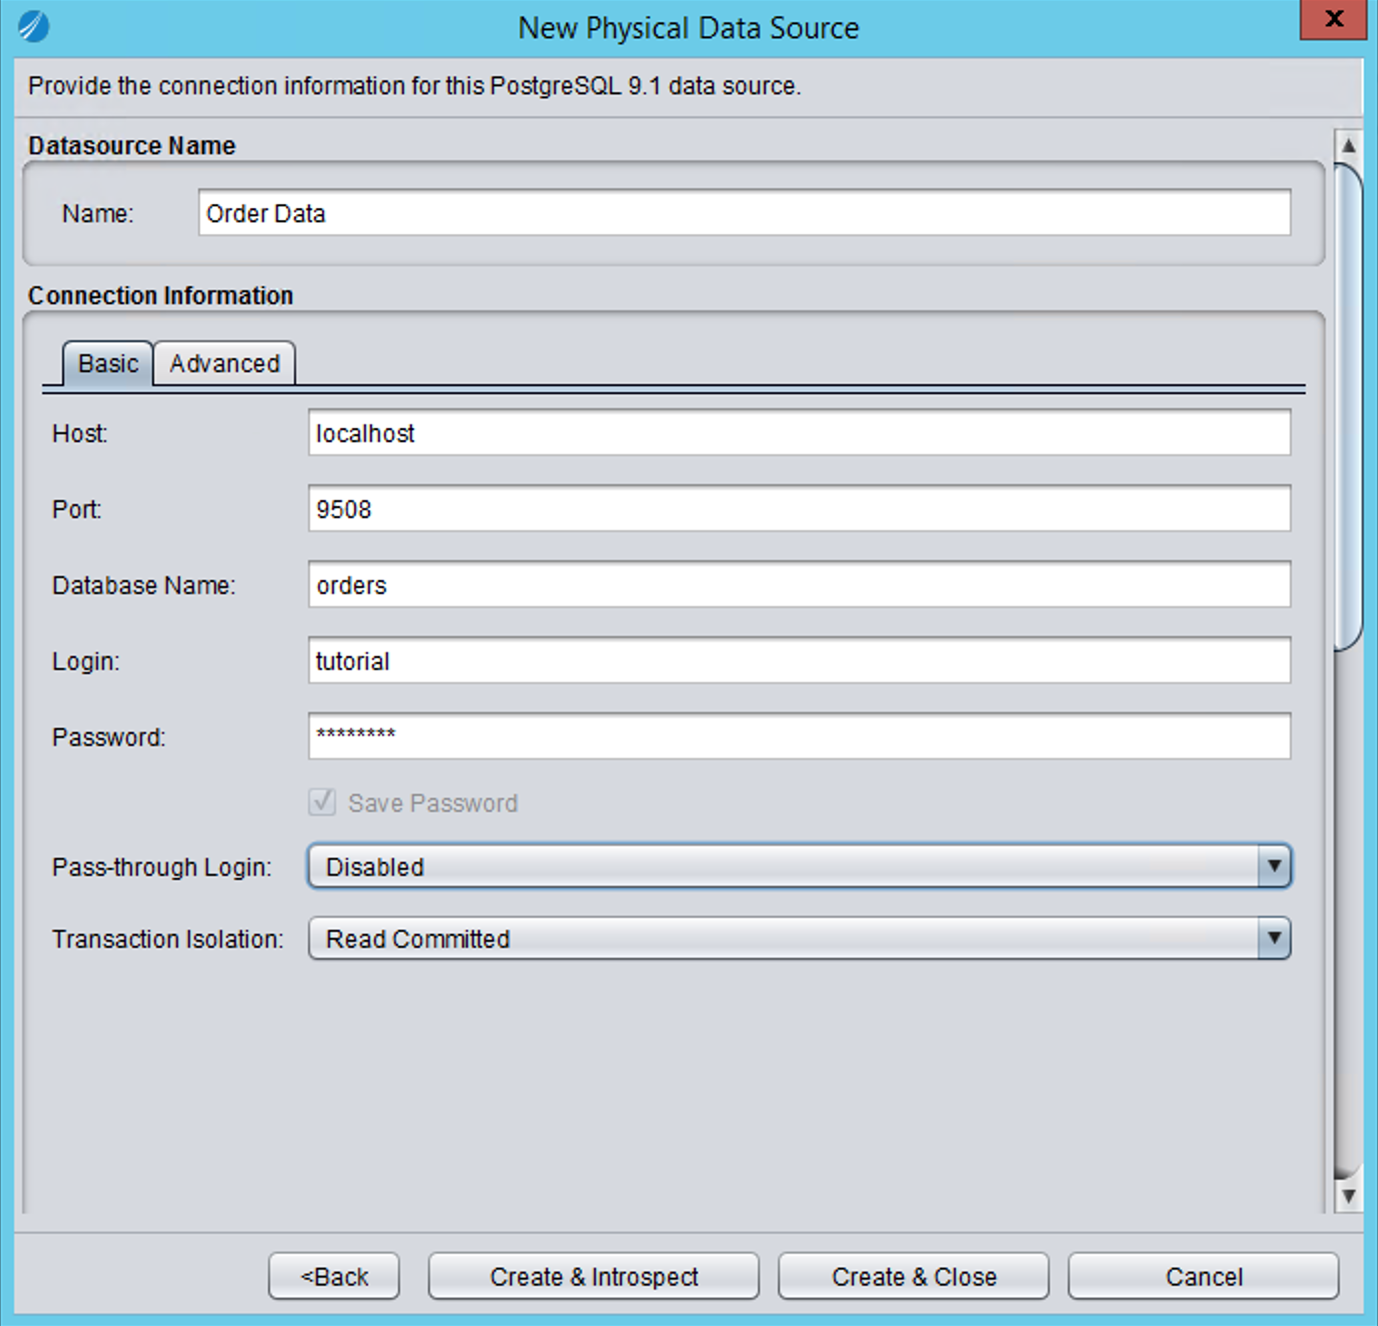 New Physical Data Source
x
Provide the connection information for this PostgreSQL 9.1 data source.
Datasource Name
Name: Order Data
Connection Information
Basic Advanced
Host: localhost
Port: 9508
Database Name: orders
Login: tutorial
Password: ********
Save Password
Pass-through Login: Disabled
Transaction Isolation: Read Committed
<Back Create & Introspect Create & Close Cancel